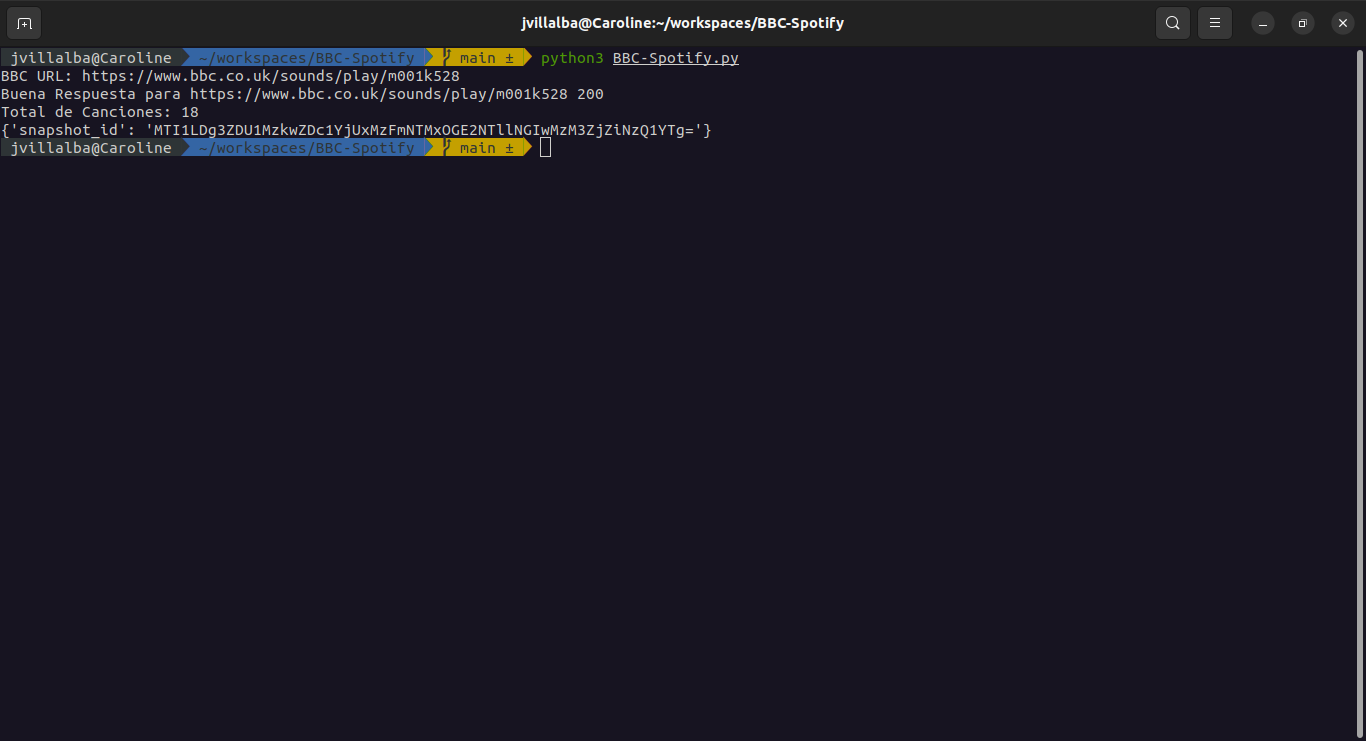 jvillalba@Caroline:~/workspaces/BBC-Spotify
jvillalba@Caroline ~/workspaces/BBC-Spotify main ± python3 BBC-Spotify.py
BBC URL: https://www.bbc.co.uk/sounds/play/m001k528
Buena Respuesta para https://www.bbc.co.uk/sounds/play/m001k528 200
Total de Canciones: 18
{'snapshot_id': 'MTI1LDg3ZDU1MzkwZDc1YjUxMzFmNTMxOGE2NTllNGIwMzM3ZjZiNzQ1YTg='}
jvillalba@Caroline ~/workspaces/BBC-Spotify main ±